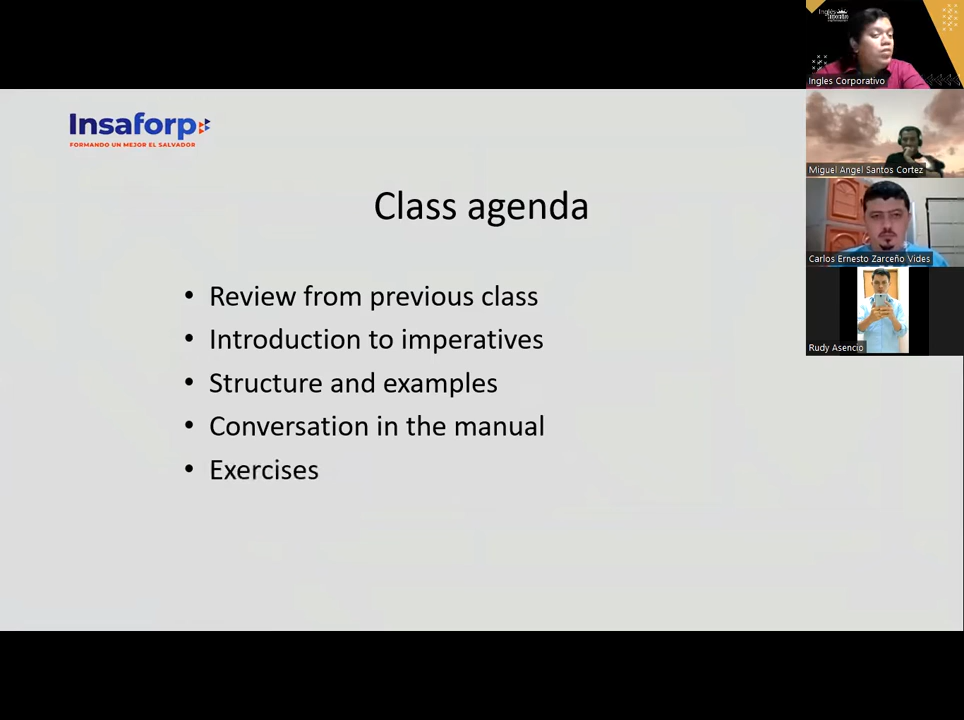 Insaforp
FORMANDO UN MEJOR EL SALVADOR
Class agenda
• Review from previous class
• Introduction to imperatives
• Structure and examples
• Conversation in the manual
• Exercises
Ingles Corporativo
Miguel Angel Santos Cortez
Carlos Ernesto Zarceño Vides
Rudy Asencio